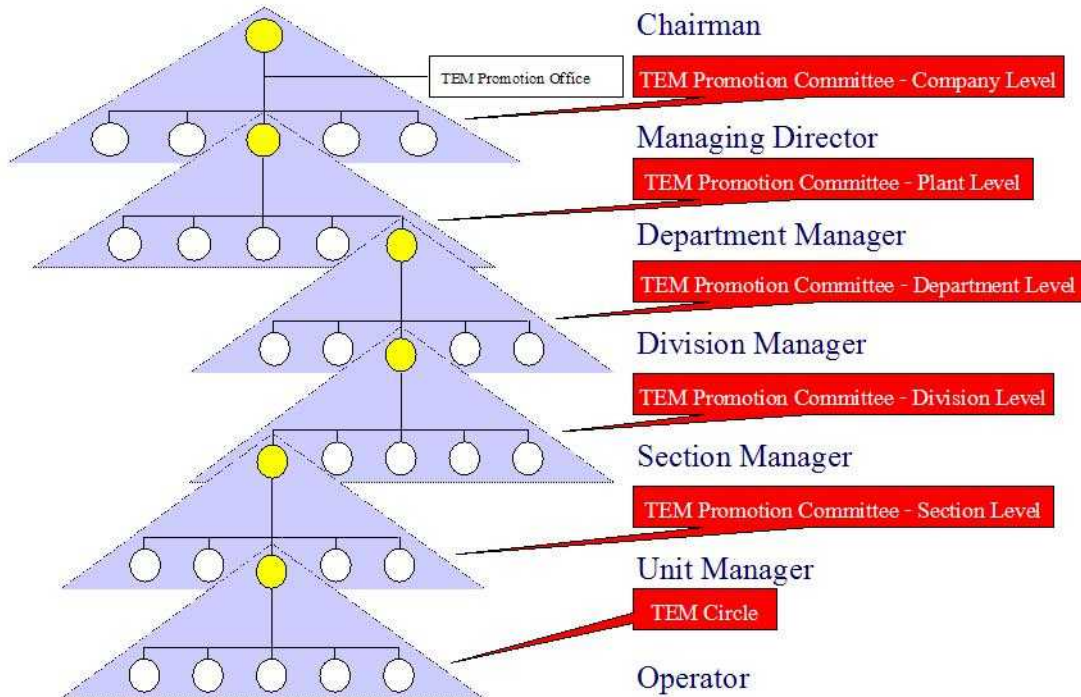 Chairman
TEM Promotion Office
TEM Promotion Committee - Company Level
Managing Director
TEM Promotion Committee - Plant Level
Department Manager
TEM Promotion Committee - Department Level
Division Manager
TEM Promotion Committee - Division Level
Section Manager
TEM Promotion Committee - Section Level
Unit Manager
TEM Circle
Operator